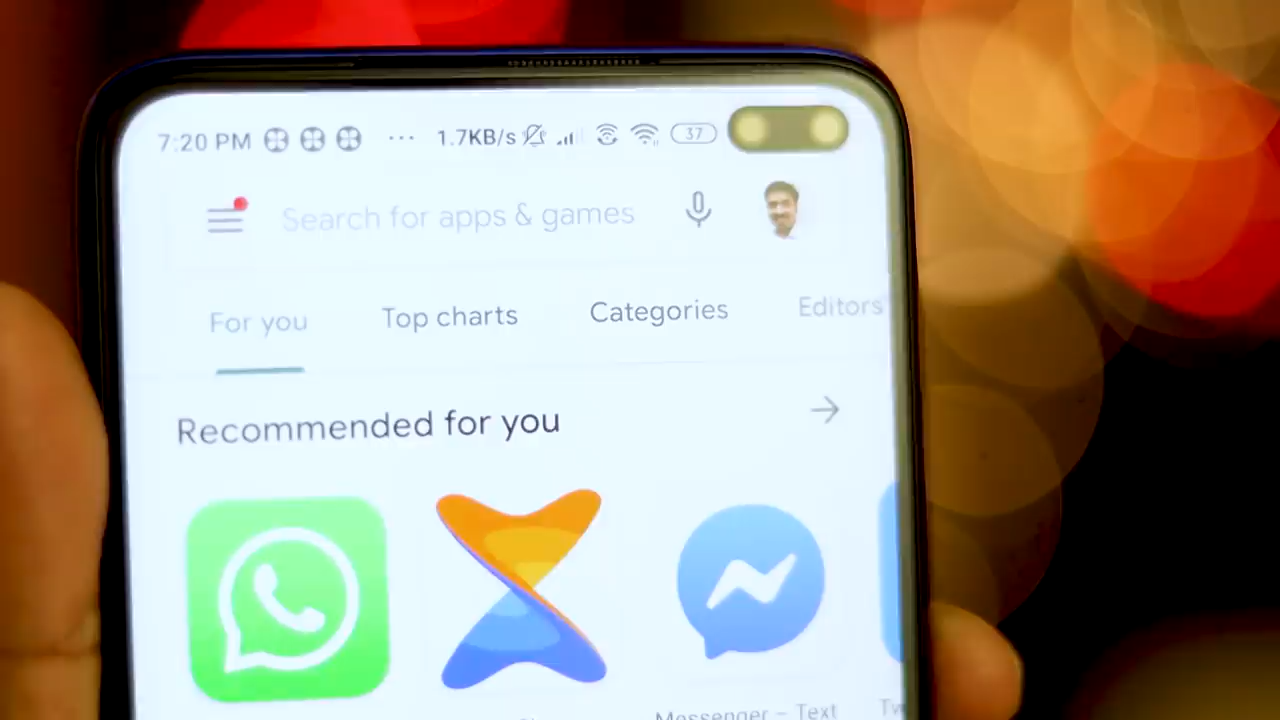 7:20 PM ... 1.7KB/s 37
Search for apps & games
For you Top charts Categories Editors'
Recommended for you
Messenger – Text